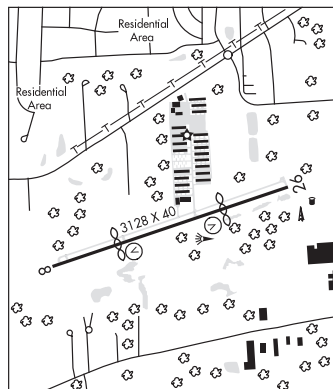 Residential
Area
Residential
Area
26
3128 X 40
V
V
8